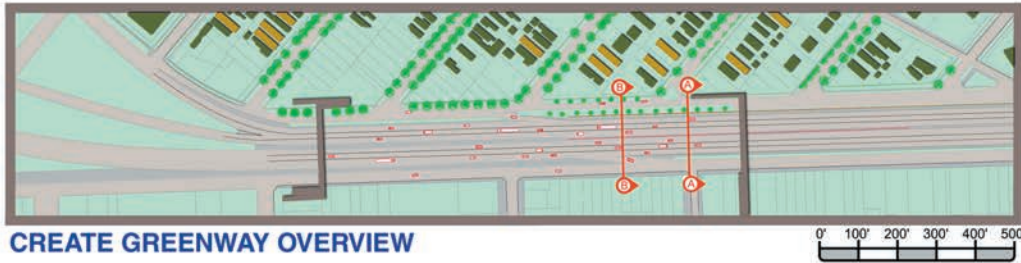 B A
B A
CREATE GREENWAY OVERVIEW
0' 100' 200' 300' 400' 500